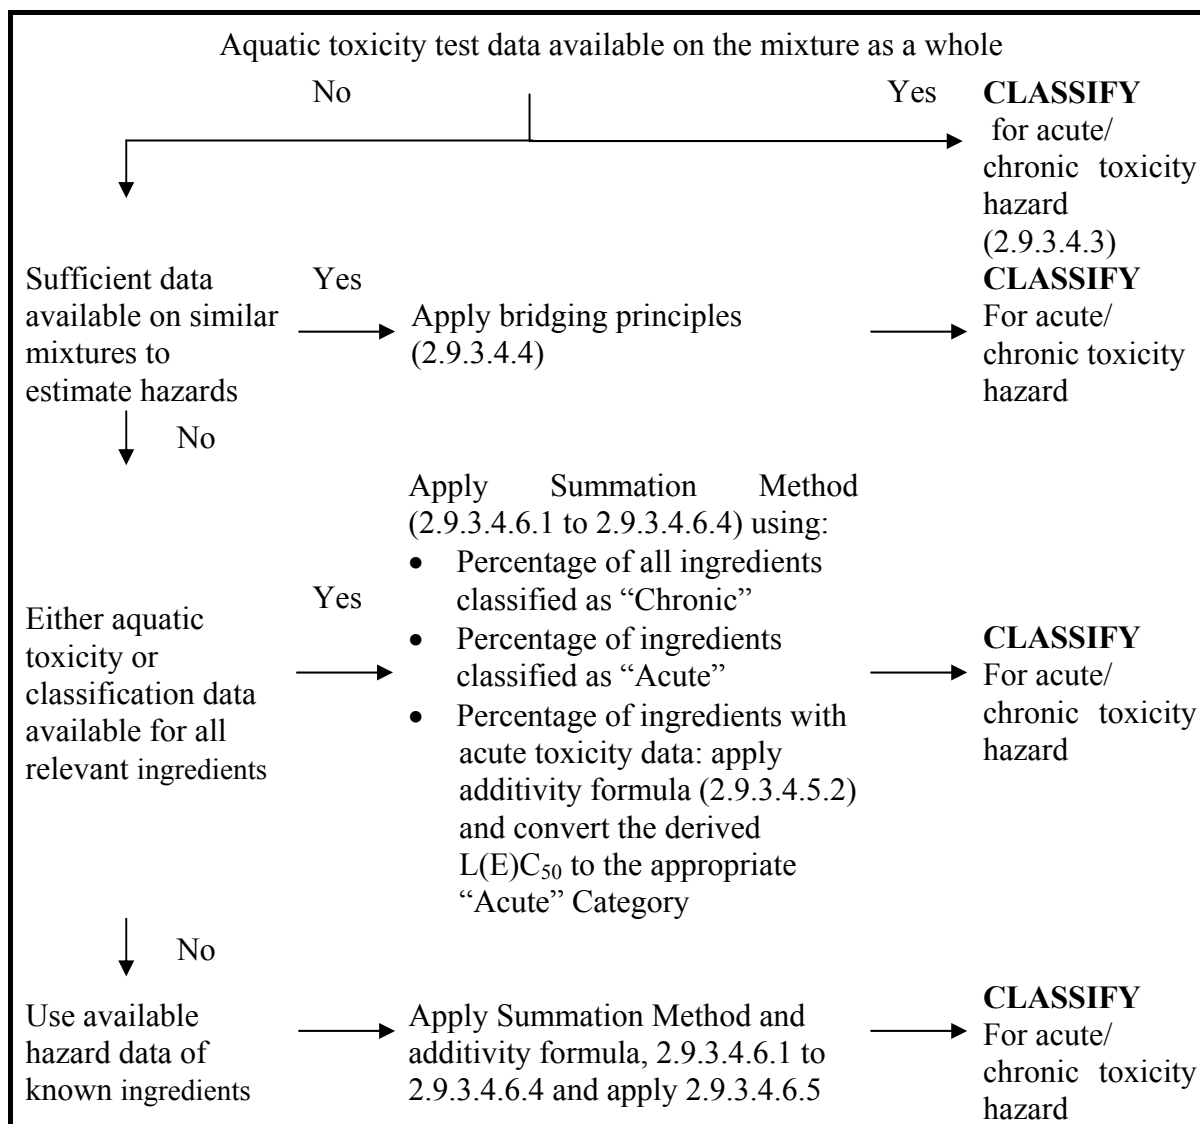 Aquatic toxicity test data available on the mixture as a whole
No
Yes
CLASSIFY
for acute/
chronic toxicity
hazard
(2.9.3.4.3)
Sufficient data
available on similar
mixtures to
estimate hazards
Yes
Apply bridging principles
(2.9.3.4.4)
CLASSIFY
For acute/
chronic toxicity
hazard
No
Either aquatic
toxicity or
classification data
available for all
relevant ingredients
Yes
Apply Summation Method
(2.9.3.4.6.1 to 2.9.3.4.6.4) using:
• Percentage of all ingredients
classified as “Chronic”
• Percentage of ingredients
classified as “Acute”
• Percentage of ingredients with
acute toxicity data: apply
additivity formula (2.9.3.4.5.2)
and convert the derived
L(E)C₅₀ to the appropriate
“Acute” Category
CLASSIFY
For acute/
chronic toxicity
hazard
No
Use available
hazard data of
known ingredients
Apply Summation Method and
additivity formula, 2.9.3.4.6.1 to
2.9.3.4.6.4 and apply 2.9.3.4.6.5
CLASSIFY
For acute/
chronic toxicity
hazard